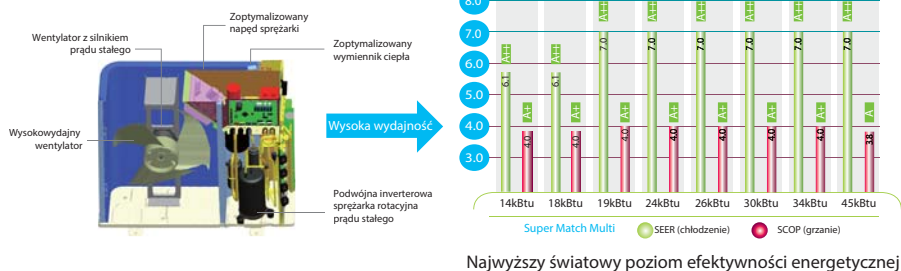 Zoptymalizowany
napęd sprężarki
Wentylator z silnikiem
prądu stałego
Zoptymalizowany
wymiennik ciepła
Wysokowydajny
wentylator
Podwójna inwerterowa
sprężarka rotacyjna
prądu stałego
Wysoka wydajność
8.0
7.0
6.0
5.0
4.0
3.0
A++ A++ A++ A++ A++ A++ A++ A++
6.1 6.1 7.0 7.0 7.0 7.0 7.0 7.0
A+ A+ A+ A+ A+ A+ A+ A
4.0 4.0 4.0 4.0 4.0 4.0 4.0 3.8
14kBtu 18kBtu 19kBtu 24kBtu 26kBtu 30kBtu 34kBtu 45kBtu
Super Match Multi SEER (chłodzenie) SCOP (grzanie)
Najwyższy światowy poziom efektywności energetycznej